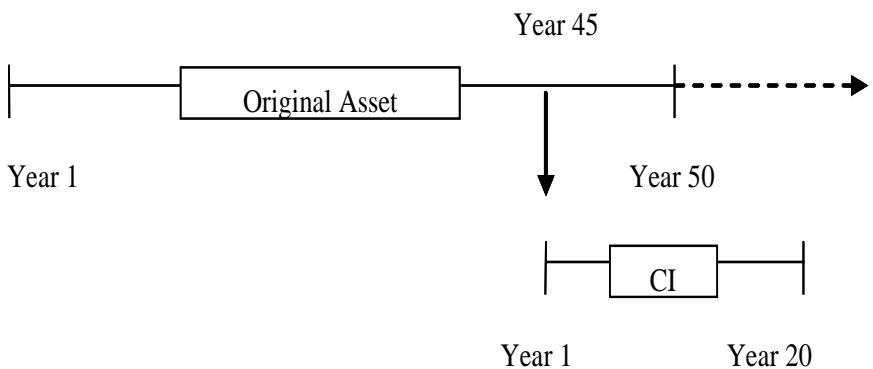 Year 45
Original Asset
Year 1
Year 50
CI
Year 1
Year 20